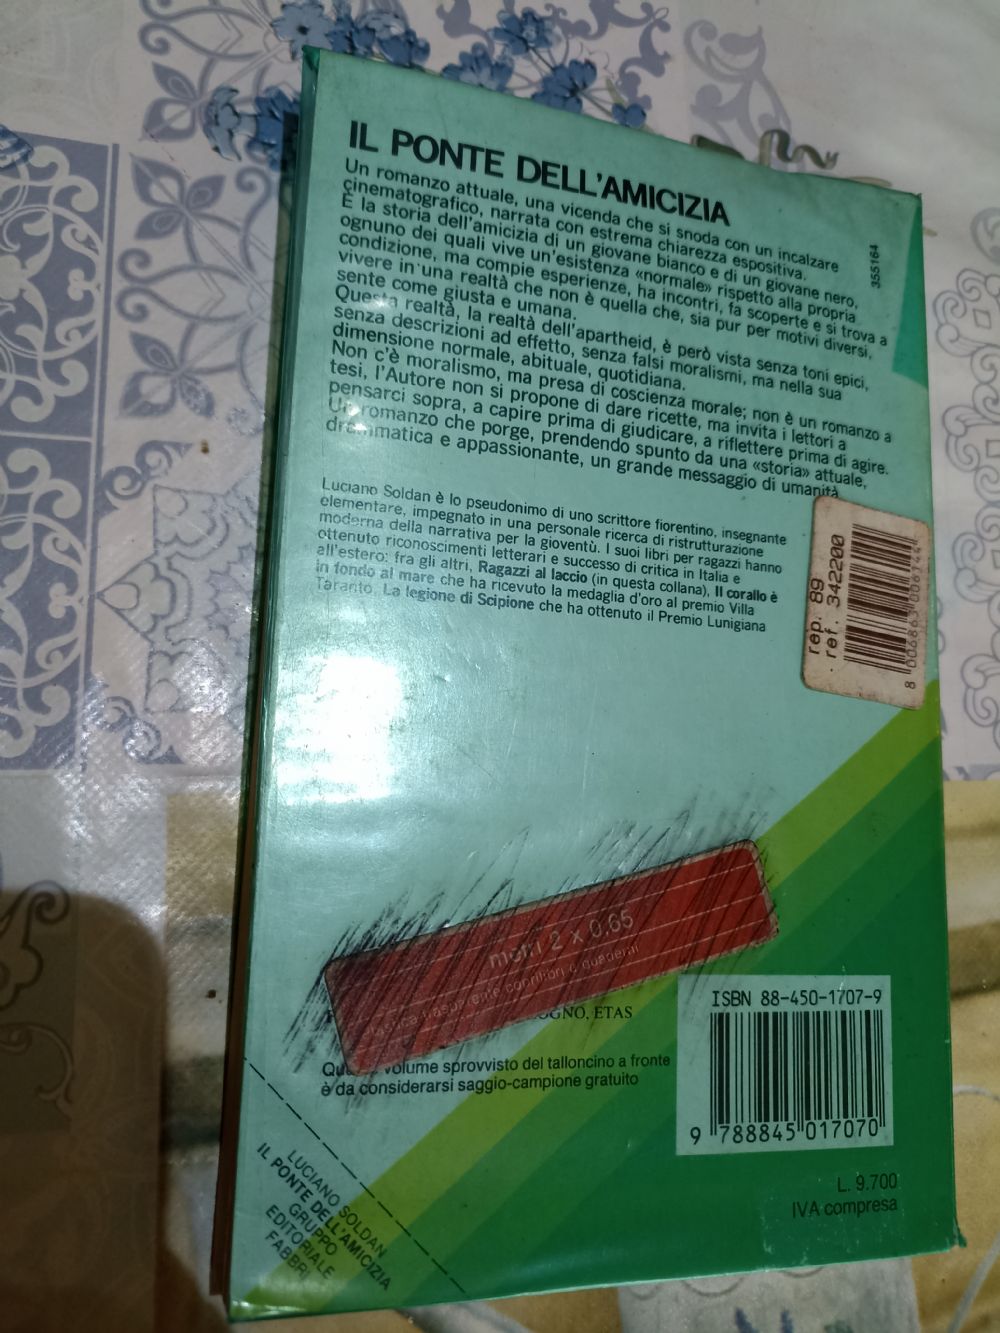 IL PONTE DELL'AMICIZIA
Un romanzo attuale, una vicenda che si snoda con un incalzare
cinematografico, narrata con estrema chiarezza espositiva.
È la storia dell'amicizia di un giovane bianco e di un giovane nero,
ognuno dei quali vive un'esistenza «normale» rispetto alla propria
condizione, ma compie esperienze, ha incontri, fa scoperte e si trova a
vivere in una realtà che non è quella che, sia pur per motivi diversi,
sente come giusta e umana.
Questa realtà, la realtà dell'apartheid, è però vista senza toni epici,
senza descrizioni ad effetto, senza falsi moralismi, ma nella sua
dimensione normale, abituale, quotidiana.
Non c'è moralismo, ma presa di coscienza morale; non è un romanzo a
tesi, l'Autore non si propone di dare ricette, ma invita i lettori a
pensarci sopra, a capire prima di giudicare, a riflettere prima di agire.
Un romanzo che porge, prendendo spunto da una «storia» attuale,
drammatica e appassionante, un grande messaggio di umanità
355164
Luciano Soldan è lo pseudonimo di uno scrittore fiorentino, insegnante
elementare, impegnato in una personale ricerca di ristrutturazione
moderna della narrativa per la gioventù. I suoi libri per ragazzi hanno
ottenuto riconoscimenti letterari e successo di critica in Italia e
all'estero: fra gli altri, Ragazzi al laccio (in questa collana), Il corallo è
in fondo al mare che ha ricevuto la medaglia d'oro al premio Villa
Taranto, La legione di Scipione che ha ottenuto il Premio Lunigiana
rep. 89
ref. 342200
metri 2 x 0,65
trasparente coprilibri e quaderni
ETAS
volume sprovvisto del talloncino a fronte
è da considerarsi saggio-campione gratuito
ISBN 88-450-1707-9
9 788845 017070
L. 9.700
IVA compresa
LUCIANO SOLDAN
IL PONTE DELL'AMICIZIA
GRUPPO
EDITORIALE
FABBRI